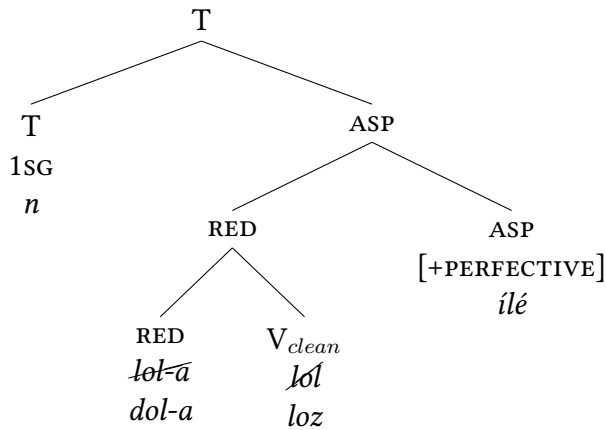 T
T ASP
1SG
n
RED ASP
[+PERFECTIVE]
ílé
RED V_clean
lol-a lol
dol-a loz